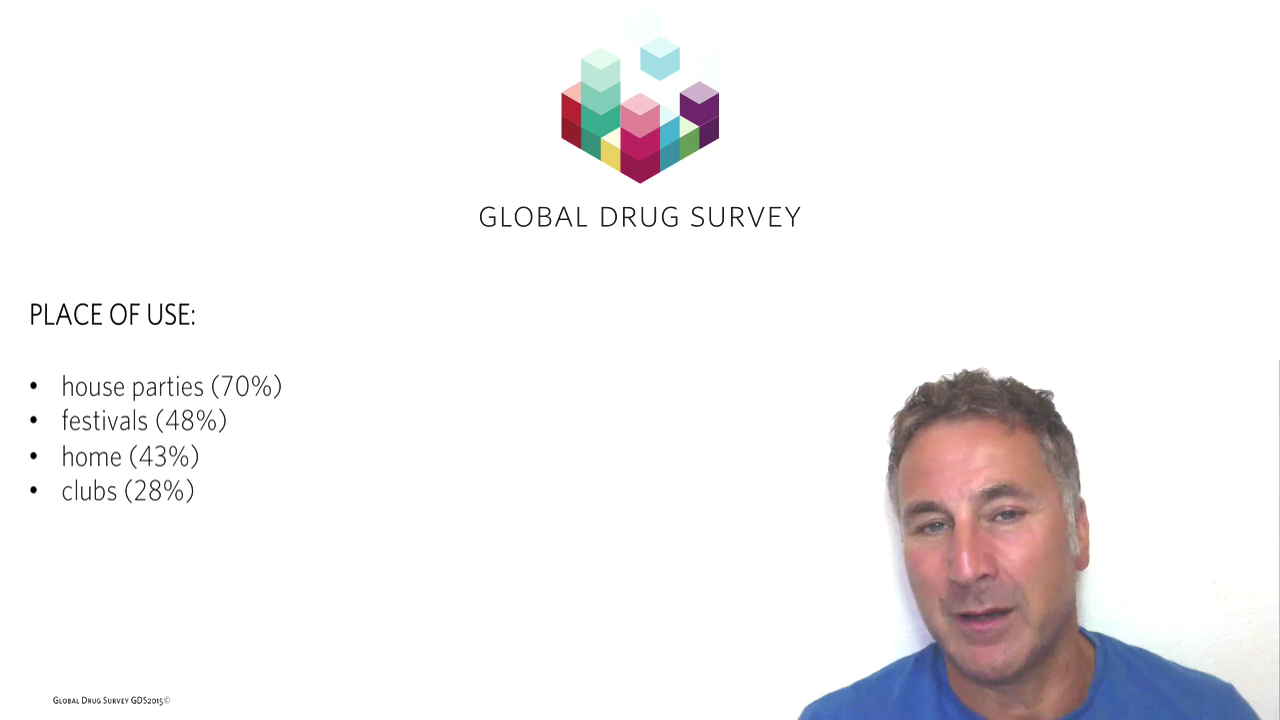 GLOBAL DRUG SURVEY
PLACE OF USE:
• house parties (70%)
• festivals (48%)
• home (43%)
• clubs (28%)
Global Drug Survey GDS2015©